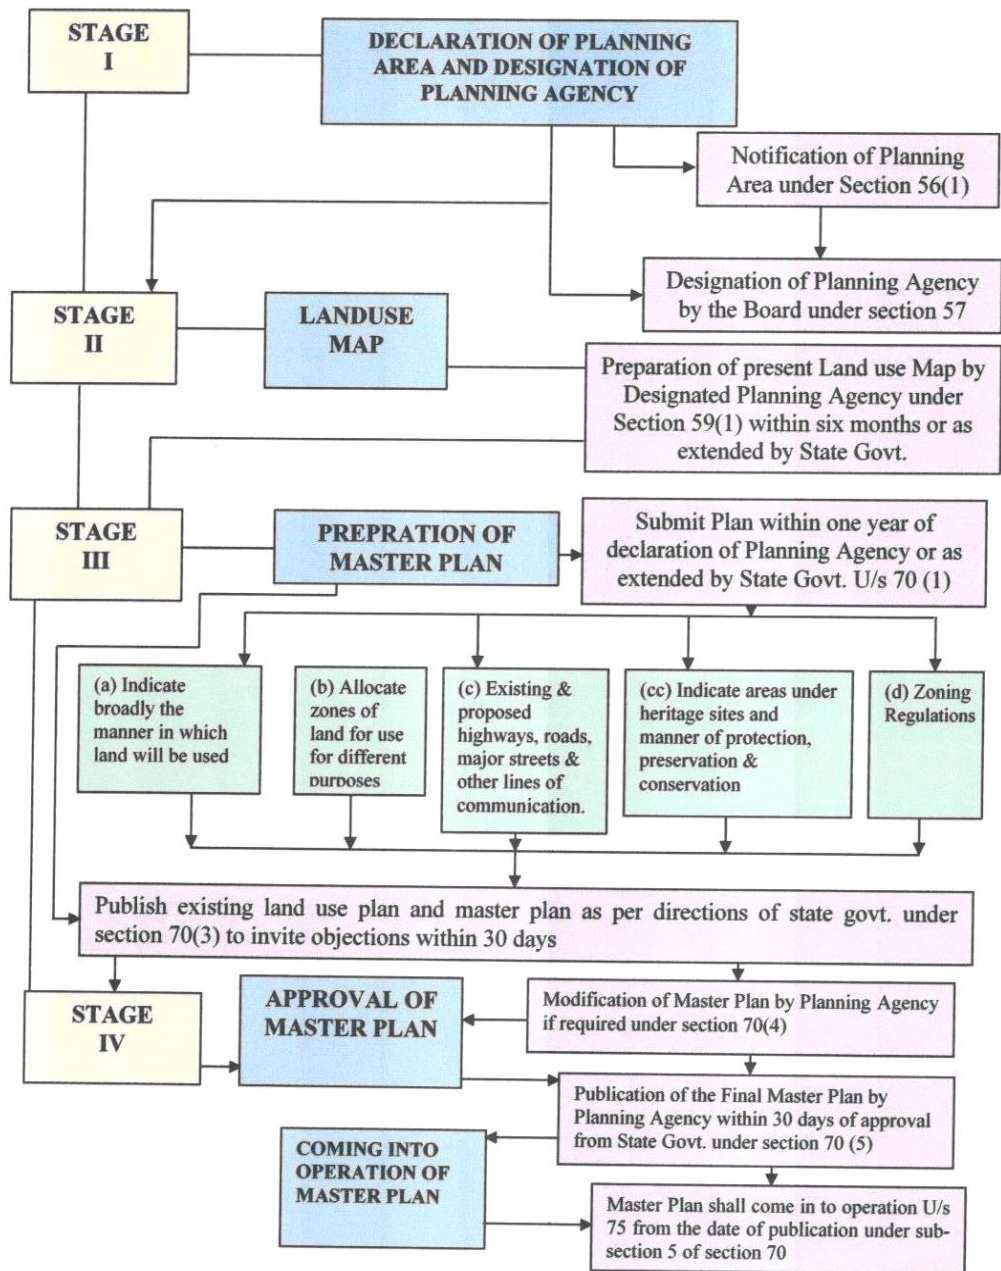 STAGE
I
DECLARATION OF PLANNING
AREA AND DESIGNATION OF
PLANNING AGENCY
Notification of Planning
Area under Section 56(1)
Designation of Planning Agency
by the Board under section 57
STAGE
II
LANDUSE
MAP
Preparation of present Land use Map by
Designated Planning Agency under
Section 59(1) within six months or as
extended by State Govt.
STAGE
III
PREPRATION OF
MASTER PLAN
Submit Plan within one year of
declaration of Planning Agency or as
extended by State Govt. U/s 70 (1)
(a) Indicate
broadly the
manner in which
land will be used
(b) Allocate
zones of
land for use
for different
purposes
(c) Existing &
proposed
highways, roads,
major streets &
other lines of
communication.
(cc) Indicate areas under
heritage sites and
manner of protection,
preservation &
conservation
(d) Zoning
Regulations
Publish existing land use plan and master plan as per directions of state govt. under
section 70(3) to invite objections within 30 days
STAGE
IV
APPROVAL OF
MASTER PLAN
Modification of Master Plan by Planning Agency
if required under section 70(4)
Publication of the Final Master Plan by
Planning Agency within 30 days of approval
from State Govt. under section 70 (5)
COMING INTO
OPERATION OF
MASTER PLAN
Master Plan shall come in to operation U/s
75 from the date of publication under sub-
section 5 of section 70